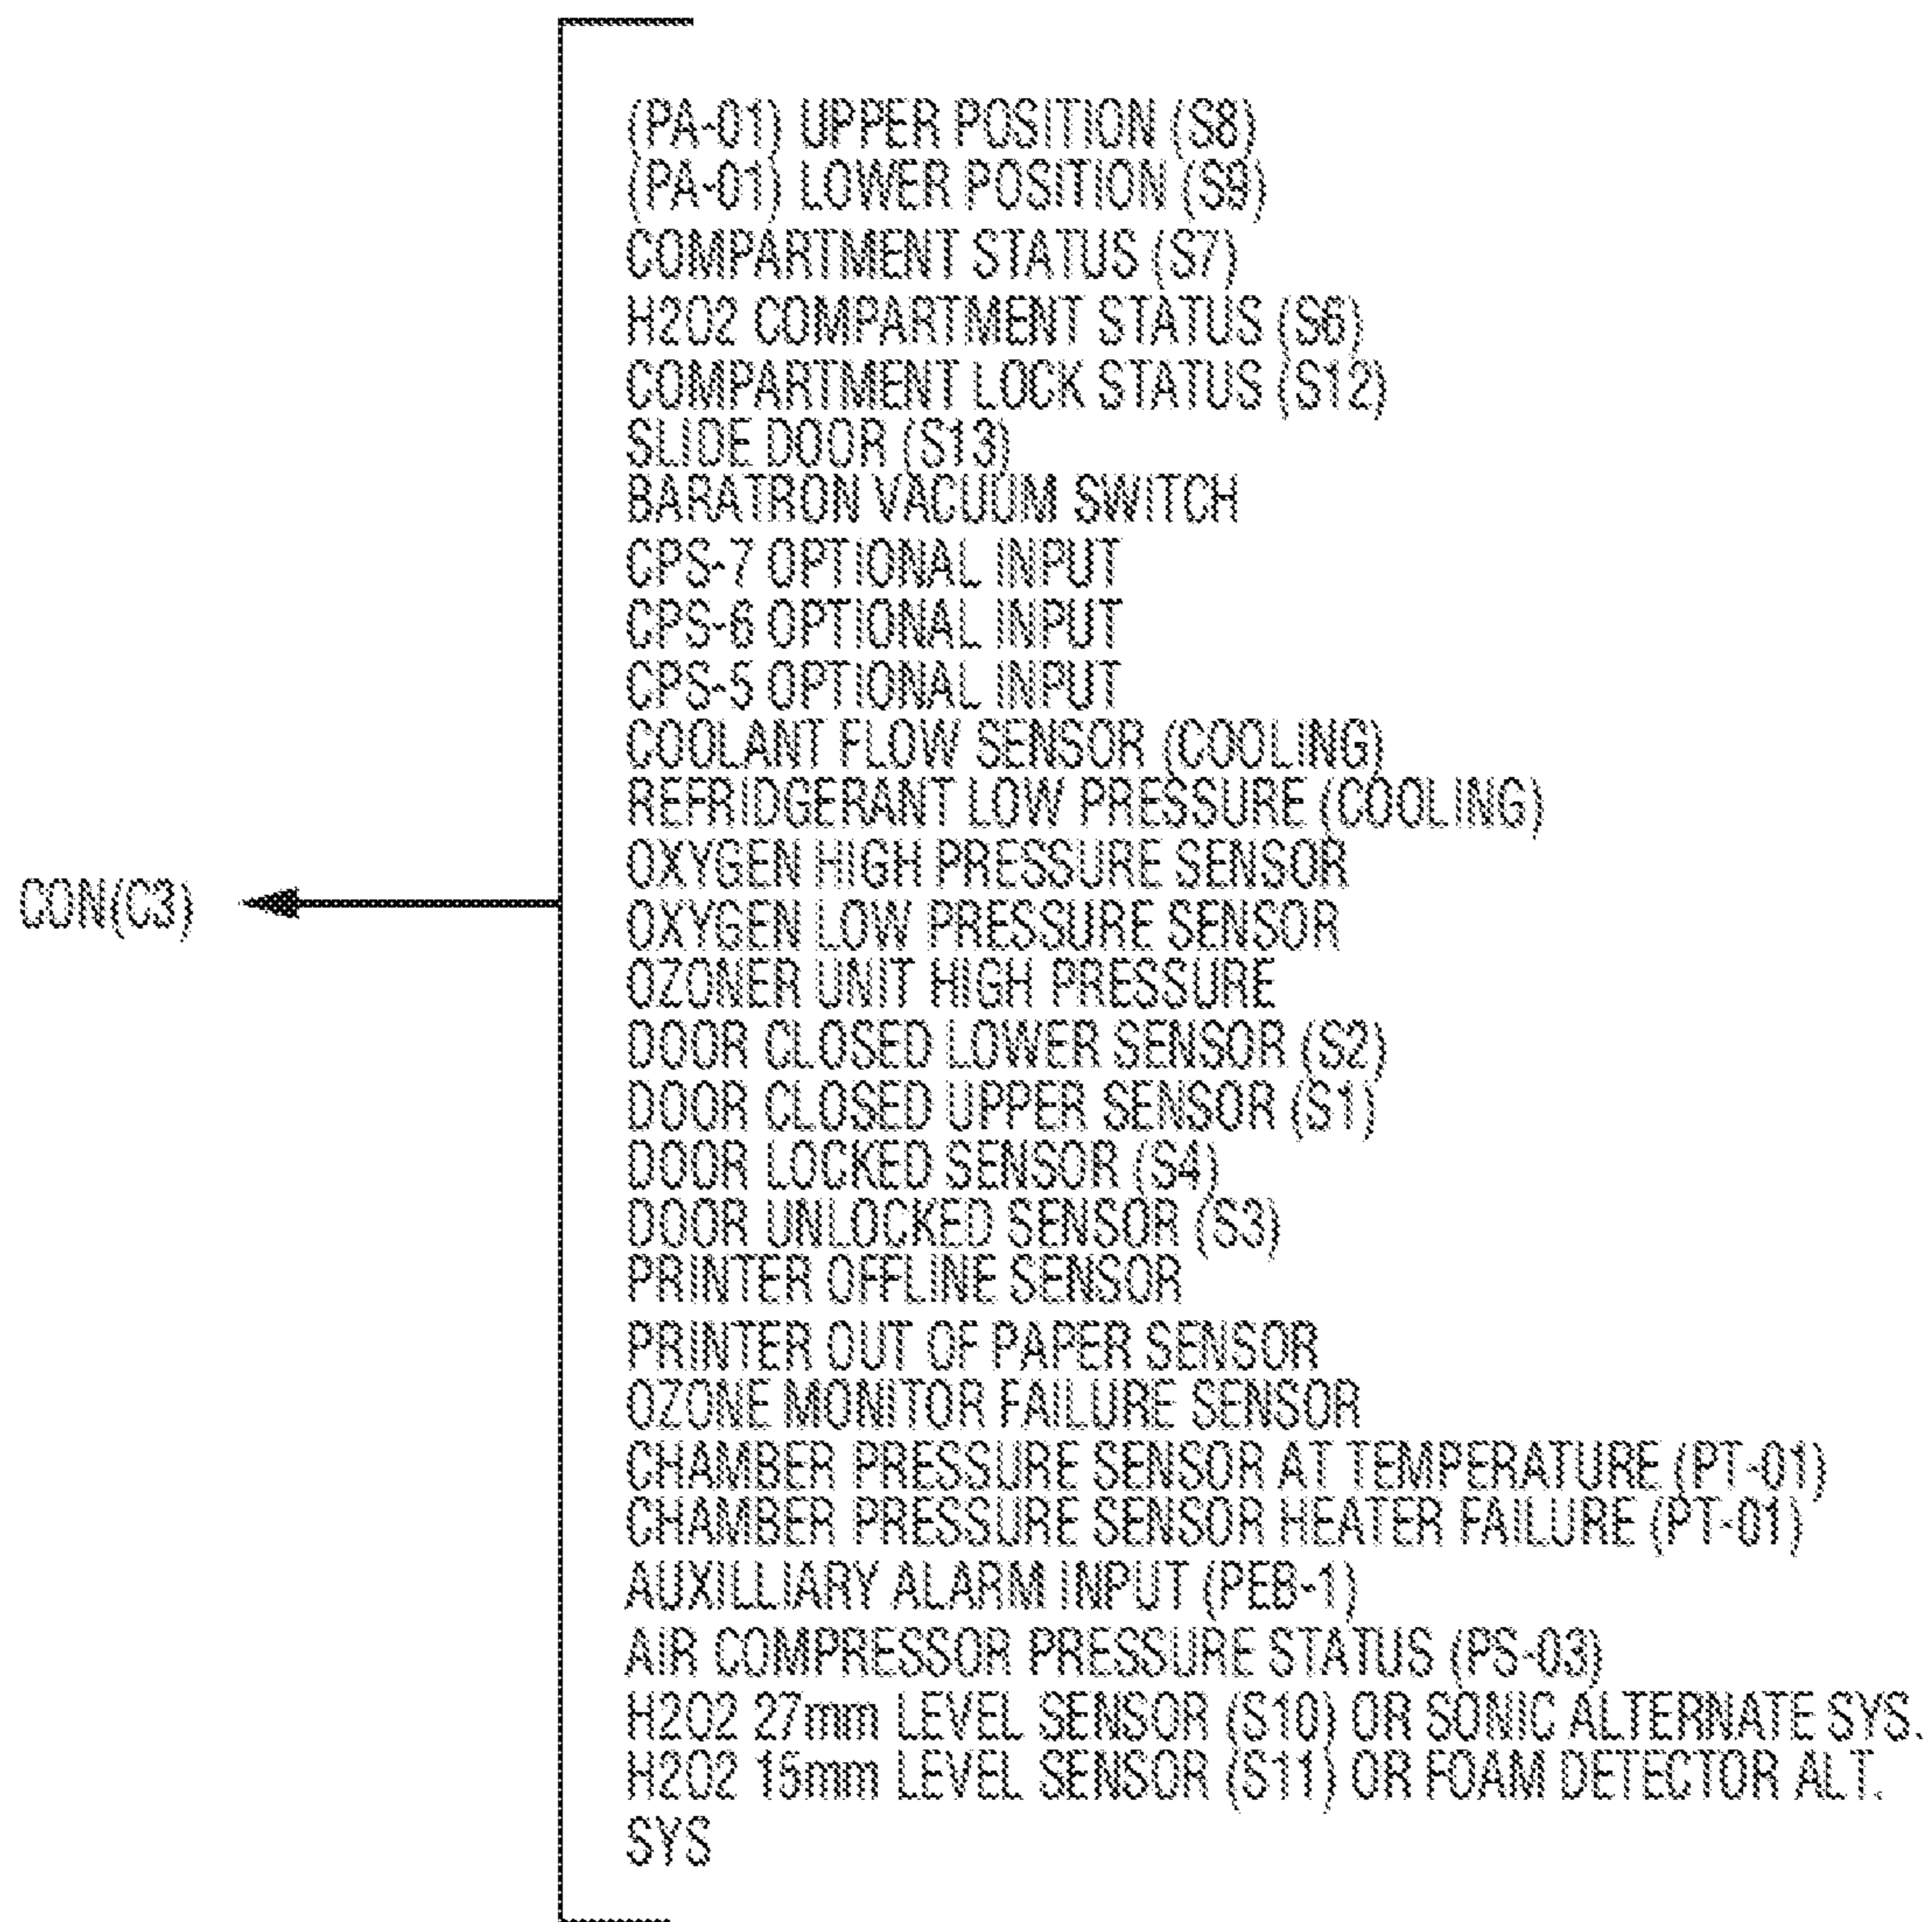 (PA-01) UPPER POSITION (S8)
(PA-01) LOWER POSITION (S9)
COMPARTMENT STATUS (S7)
H2O2 COMPARTMENT STATUS (S6)
COMPARTMENT LOCK STATUS (S12)
SLIDE DOOR (S13)
BARATRON VACUUM SWITCH
CPS-7 OPTIONAL INPUT
CPS-6 OPTIONAL INPUT
CPS-5 OPTIONAL INPUT
COOLANT FLOW SENSOR (COOLING)
REFRIDGERANT LOW PRESSURE (COOLING)
OXYGEN HIGH PRESSURE SENSOR
CON(C3)
OXYGEN LOW PRESSURE SENSOR
OZONER UNIT HIGH PRESSURE
DOOR CLOSED LOWER SENSOR (S2)
DOOR CLOSED UPPER SENSOR (S1)
DOOR LOCKED SENSOR (S4)
DOOR UNLOCKED SENSOR (S3)
PRINTER OFFLINE SENSOR
PRINTER OUT OF PAPER SENSOR
OZONE MONITOR FAILURE SENSOR
CHAMBER PRESSURE SENSOR AT TEMPERATURE (PT-01)
CHAMBER PRESSURE SENSOR HEATER FAILURE (PT-01)
AUXILLIARY ALARM INPUT (PEB-1)
AIR COMPRESSOR PRESSURE STATUS (PS-03)
H2O2 27mm LEVEL SENSOR (S10) OR SONIC ALTERNATE SYS.
H2O2 15mm LEVEL SENSOR (S11) OR FOAM DETECTOR ALT.
SYS